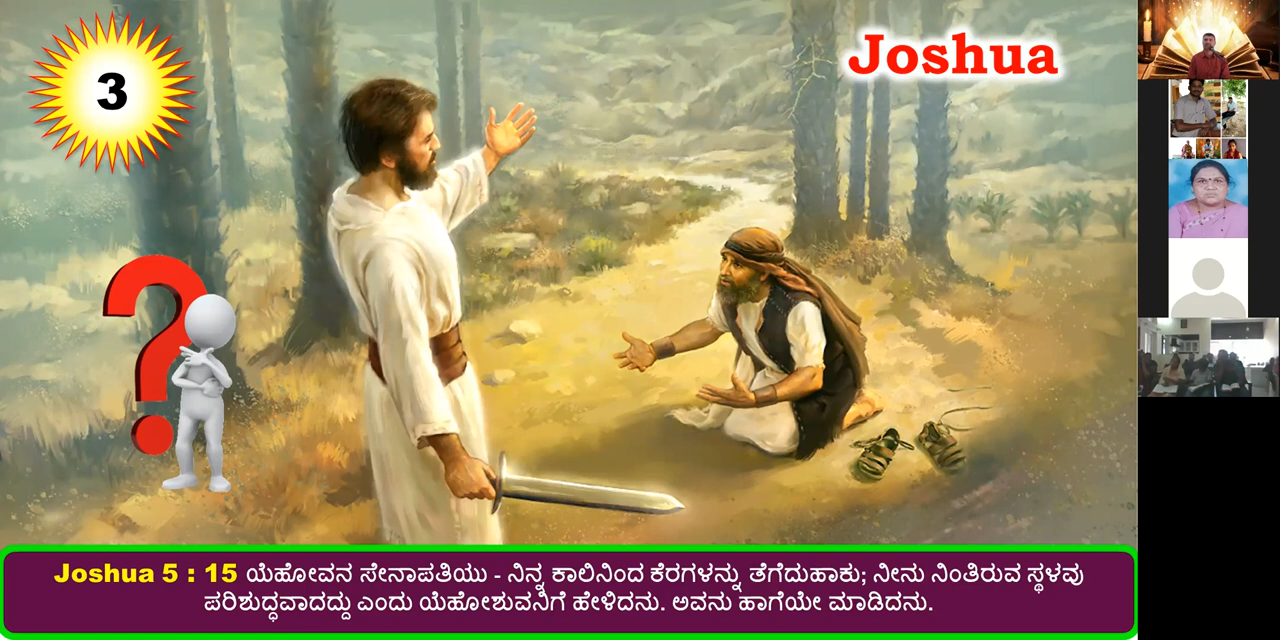 3
Joshua
Joshua 5 : 15 ಯೆಹೋವನ ಸೇನಾಪತಿಯು - ನಿನ್ನ ಕಾಲಿನಿಂದ ಕೆರಗಳನ್ನು ತೆಗೆದುಹಾಕು; ನೀನು ನಿಂತಿರುವ ಸ್ಥಳವು
ಪರಿಶುದ್ಧವಾದದ್ದು ಎಂದು ಯೆಹೋಶುವನಿಗೆ ಹೇಳಿದನು. ಅವನು ಹಾಗೆಯೇ ಮಾಡಿದನು.